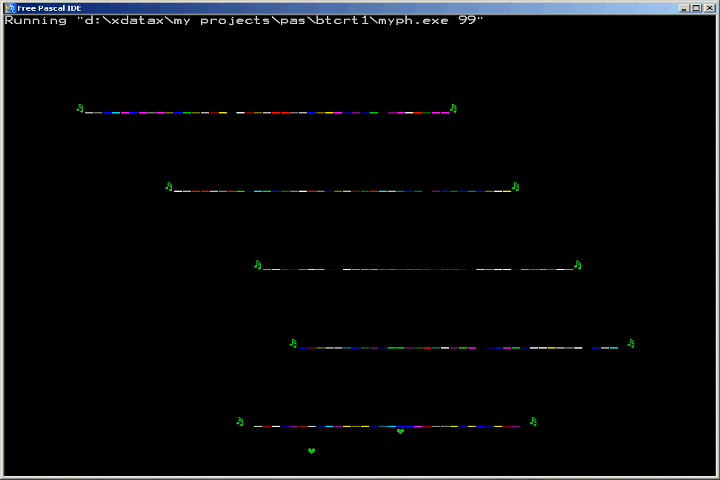 Free Pascal IDE
Running "d:\xdatax\my projects\pas\btcrt1\myph.exe 99"